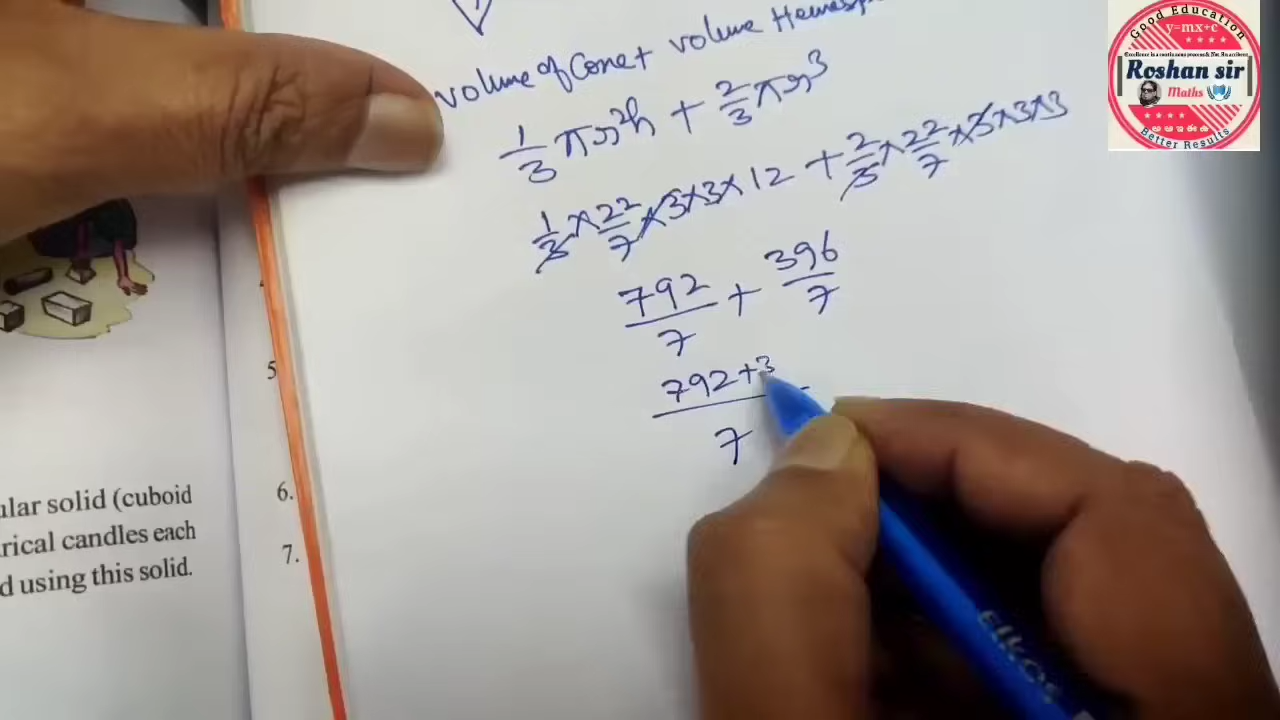 volume of Cone + volume Hemesp
1/3 πr²h + 2/3 πr³
1/3 × 22/7 × 3×3×12 + 2/3 × 22/7 × 3×3×3
792/7 + 396/7
792+3
7
5
6.
7.
ular solid (cuboid
rical candles each
d using this solid.
Good Education
y=mx+c
Roshan sir
Maths
Better Results
Elkos